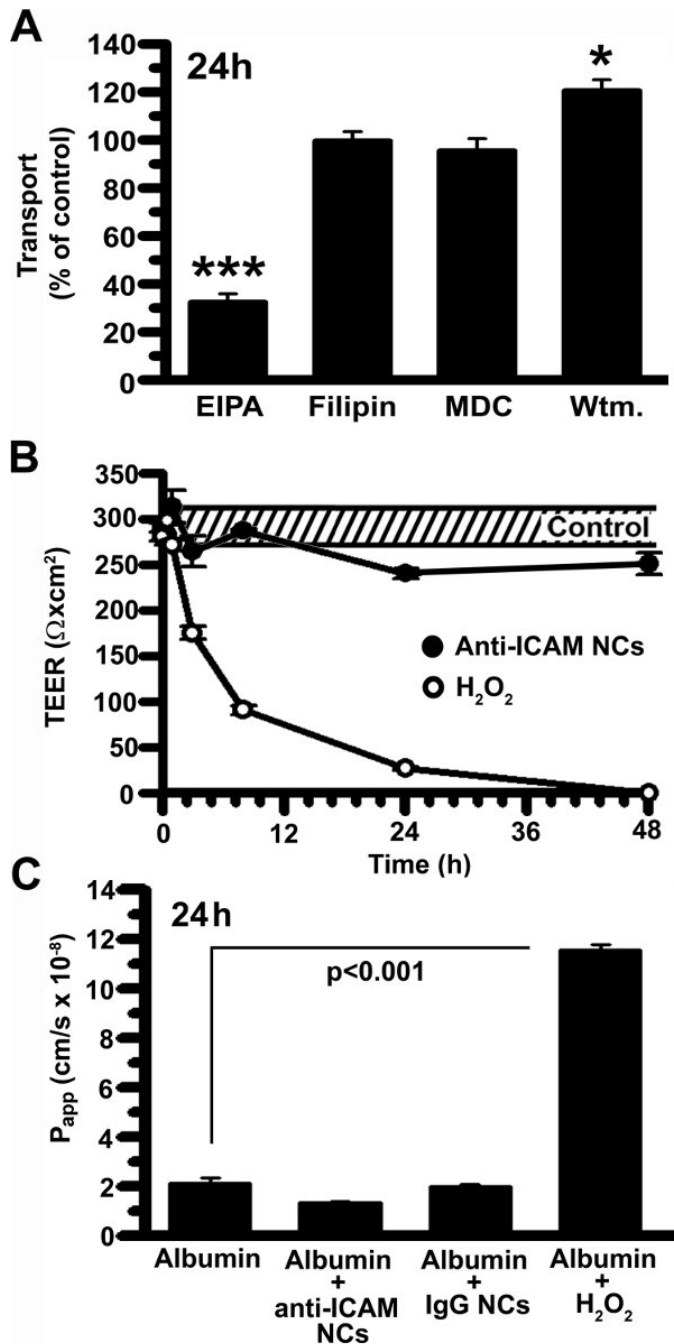 A
140
24h
120
100
80
60
40
20
0
Transport
(% of control)
*
***
EIPA Filipin MDC Wtm.
B
350
300
250
200
150
100
50
0
TEER (Ωxcm²)
Control
Anti-ICAM NCs
H₂O₂
0 12 24 36 48
Time (h)
C
14
24h
12
10
8
6
4
2
0
Papp (cm/s x 10⁻⁸)
p<0.001
Albumin
Albumin
+
anti-ICAM
NCs
Albumin
+
IgG NCs
Albumin
+
H₂O₂